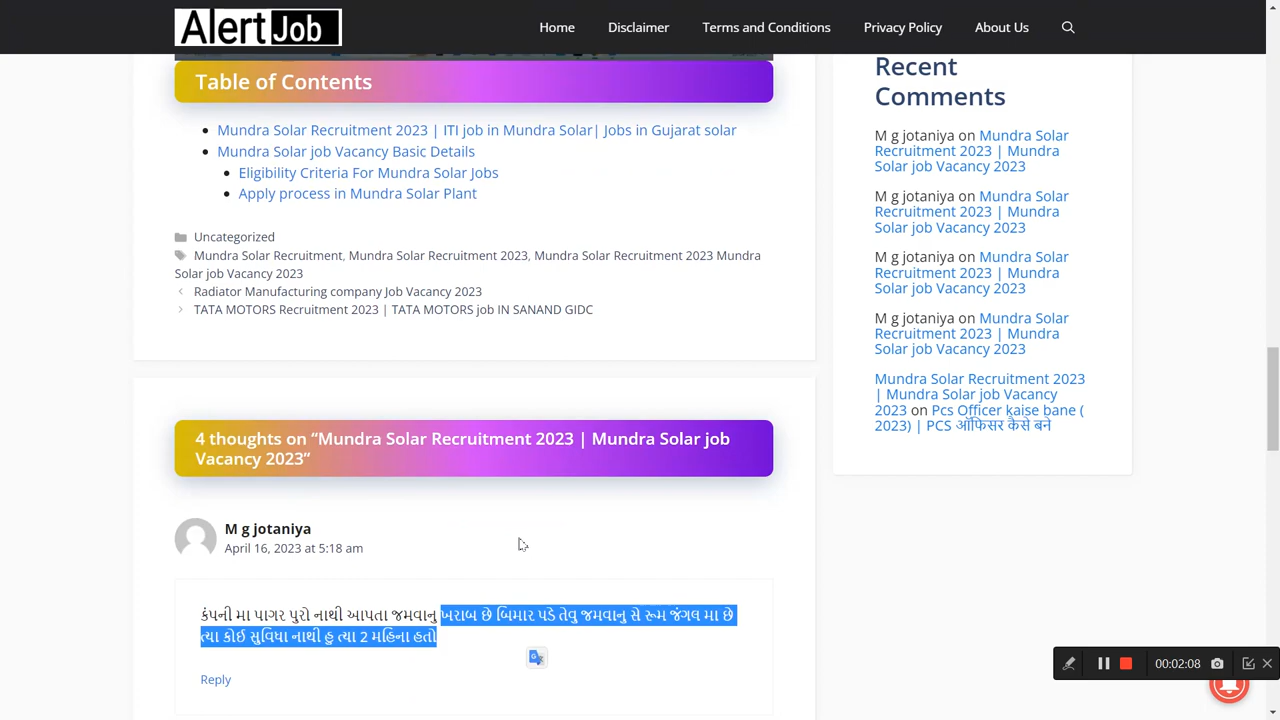 AlertJob
Home Disclaimer Terms and Conditions Privacy Policy About Us
Table of Contents
Mundra Solar Recruitment 2023 | ITI job in Mundra Solar| Jobs in Gujarat solar
Mundra Solar job Vacancy Basic Details
Eligibility Criteria For Mundra Solar Jobs
Apply process in Mundra Solar Plant
Uncategorized
Mundra Solar Recruitment, Mundra Solar Recruitment 2023, Mundra Solar Recruitment 2023 Mundra
Solar job Vacancy 2023
Radiator Manufacturing company Job Vacancy 2023
TATA MOTORS Recruitment 2023 | TATA MOTORS job IN SANAND GIDC
4 thoughts on “Mundra Solar Recruitment 2023 | Mundra Solar job
Vacancy 2023”
M g jotaniya
April 16, 2023 at 5:18 am
કંપની મા પાગર પુરો નાથી આપતા જમવાનુ ખરાબ છે બિમાર પડે તેવુ જમવાનુ સે રૂમ જંગલ મા છે
ત્યા કોઈ સુવિધા નાથી હુ ત્યા 2 મહિના હતો
Reply
Recent
Comments
M g jotaniya on Mundra Solar
Recruitment 2023 | Mundra
Solar job Vacancy 2023
M g jotaniya on Mundra Solar
Recruitment 2023 | Mundra
Solar job Vacancy 2023
M g jotaniya on Mundra Solar
Recruitment 2023 | Mundra
Solar job Vacancy 2023
M g jotaniya on Mundra Solar
Recruitment 2023 | Mundra
Solar job Vacancy 2023
Mundra Solar Recruitment 2023
| Mundra Solar job Vacancy
2023 on Pcs Officer kaise bane (
2023) | PCS ऑफिसर कैसे बने
00:02:08